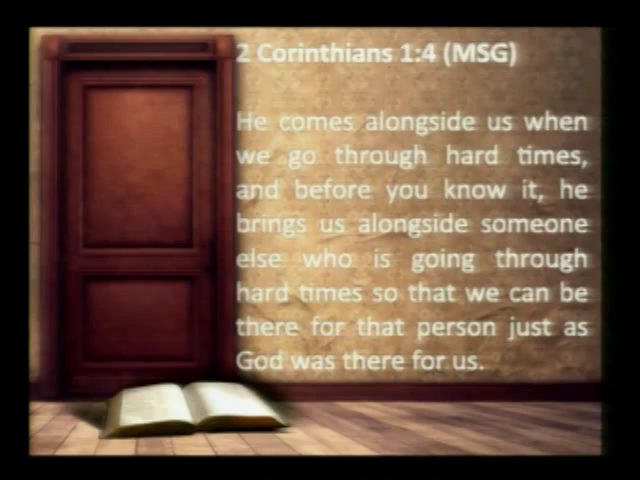 2 Corinthians 1:4 (MSG)
He comes alongside us when
we go through hard times,
and before you know it, he
brings us alongside someone
else who is going through
hard times so that we can be
there for that person just as
God was there for us.